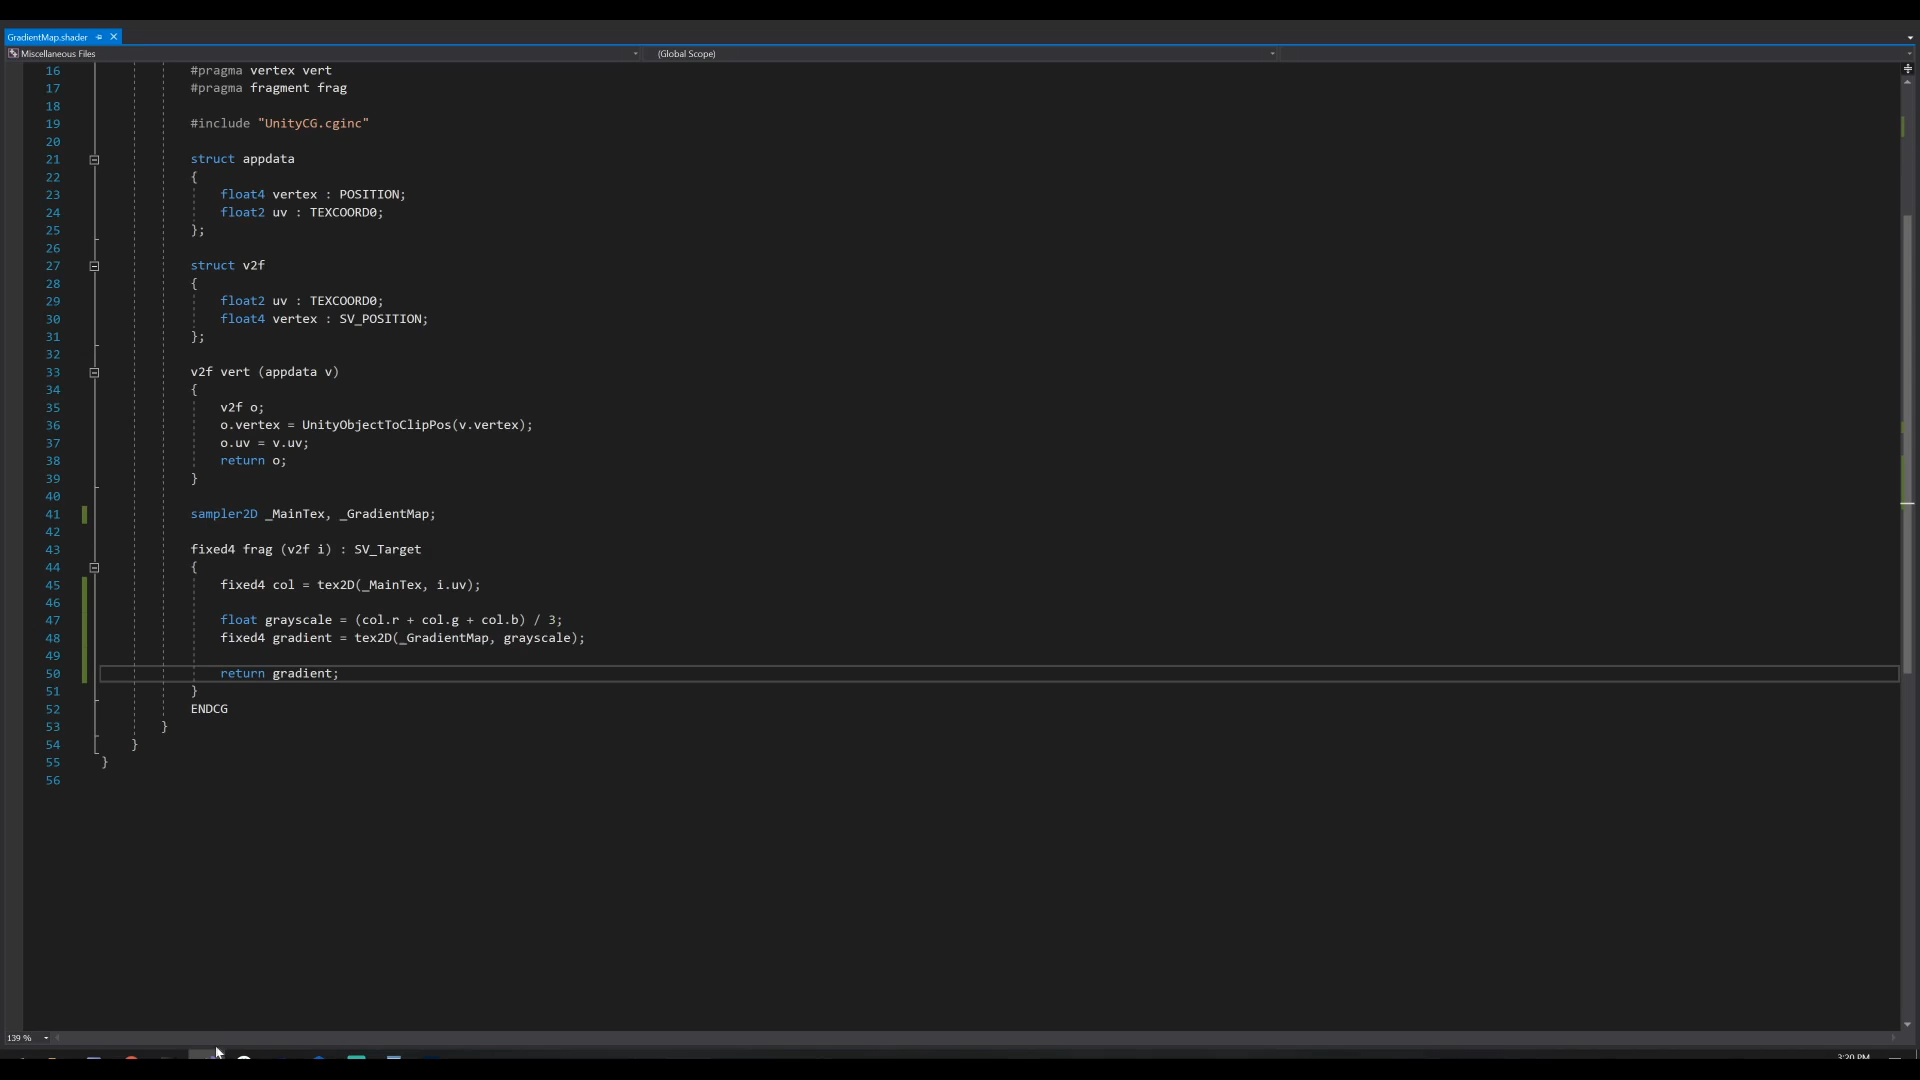 GradientMap.shader
Miscellaneous Files
(Global Scope)
16 #pragma vertex vert
17 #pragma fragment frag
18
19 #include "UnityCG.cginc"
20
21 struct appdata
22 {
23 float4 vertex : POSITION;
24 float2 uv : TEXCOORD0;
25 };
26
27 struct v2f
28 {
29 float2 uv : TEXCOORD0;
30 float4 vertex : SV_POSITION;
31 };
32
33 v2f vert (appdata v)
34 {
35 v2f o;
36 o.vertex = UnityObjectToClipPos(v.vertex);
37 o.uv = v.uv;
38 return o;
39 }
40
41 sampler2D _MainTex, _GradientMap;
42
43 fixed4 frag (v2f i) : SV_Target
44 {
45 fixed4 col = tex2D(_MainTex, i.uv);
46
47 float grayscale = (col.r + col.g + col.b) / 3;
48 fixed4 gradient = tex2D(_GradientMap, grayscale);
49
50 return gradient;
51 }
52 ENDCG
53 }
54 }
55 }
56
139 %
3:20 PM